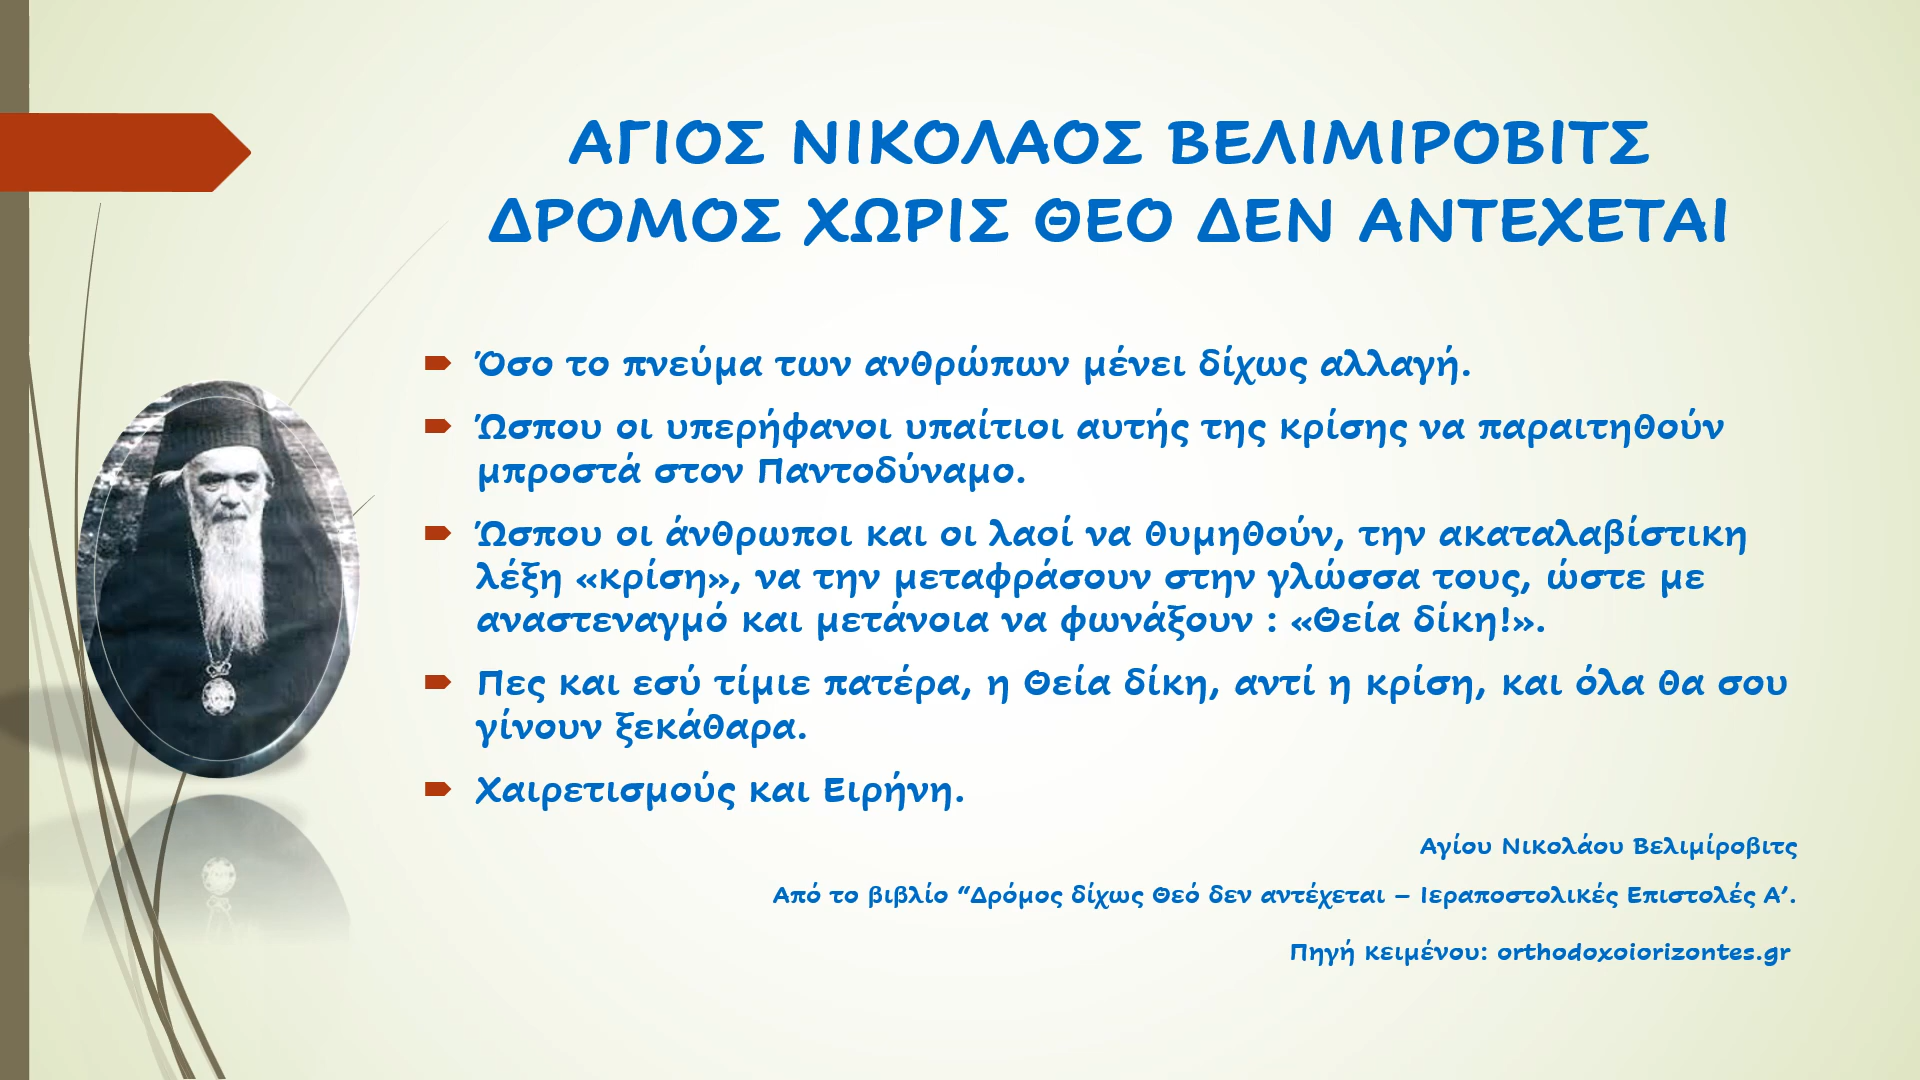 ΑΓΙΟΣ ΝΙΚΟΛΑΟΣ ΒΕΛΙΜΙΡΟΒΙΤΣ
ΔΡΟΜΟΣ ΧΩΡΙΣ ΘΕΟ ΔΕΝ ΑΝΤΕΧΕΤΑΙ
Όσο το πνεύμα των ανθρώπων μένει δίχως αλλαγή.
Ώσπου οι υπερήφανοι υπαίτιοι αυτής της κρίσης να παραιτηθούν
μπροστά στον Παντοδύναμο.
Ώσπου οι άνθρωποι και οι λαοί να θυμηθούν, την ακαταλαβίστικη
λέξη «κρίση», να την μεταφράσουν στην γλώσσα τους, ώστε με
αναστεναγμό και μετάνοια να φωνάξουν : «Θεία δίκη!».
Πες και εσύ τίμιε πατέρα, η Θεία δίκη, αντί η κρίση, και όλα θα σου
γίνουν ξεκάθαρα.
Χαιρετισμούς και Ειρήνη.
Αγίου Νικολάου Βελιμίροβιτς
Από το βιβλίο “Δρόμος δίχως Θεό δεν αντέχεται – Ιεραποστολικές Επιστολές Α’.
Πηγή κειμένου: orthodoxoiorizontes.gr